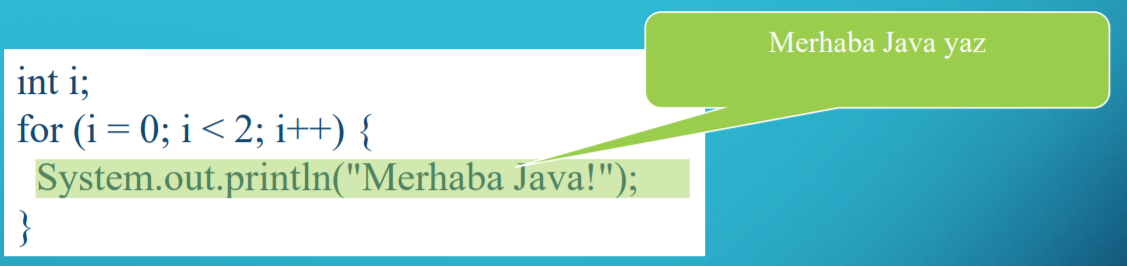 Merhaba Java yaz
int i;
for (i = 0; i < 2; i++) {
System.out.println("Merhaba Java!");
}